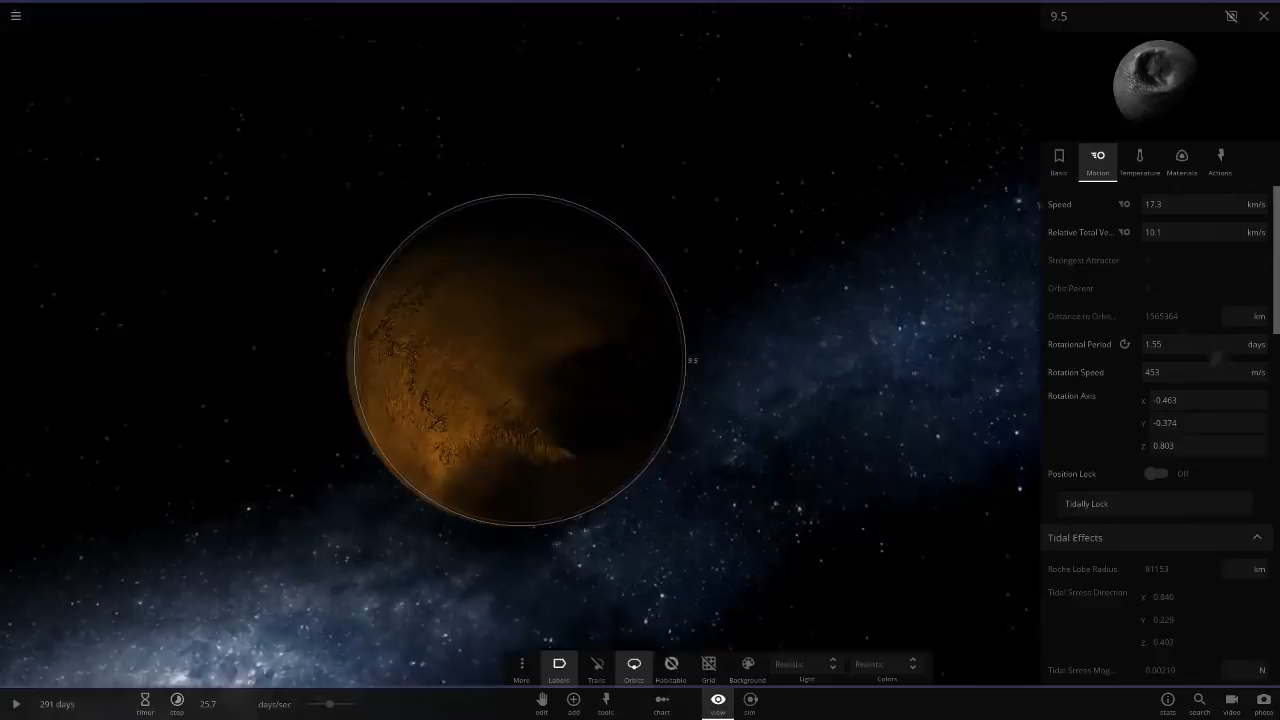 9.5
Basic Motion Temperature Materials Actions
Speed 17.3 km/s
Relative Total Ve... 10.1 km/s
Strongest Attractor
Orbit Parent
Distance to Orbit... 1565364 km
Rotational Period 1.55 days
9.5
Rotation Speed 453 m/s
Rotation Axis X -0.463
Y -0.374
Z 0.803
Position Lock Off
Tidally Lock
Tidal Effects
Roche Lobe Radius 81153 km
Tidal Stress Direction X 0.840
Y 0.229
Z 0.492
Tidal Stress Mag... 0.00219 N
Realistic Realistic
More Labels Trails Orbits Habitable Grid Background Light Colors
291 days timer step 25.7 days/sec edit add tools chart view sim stats search video photo